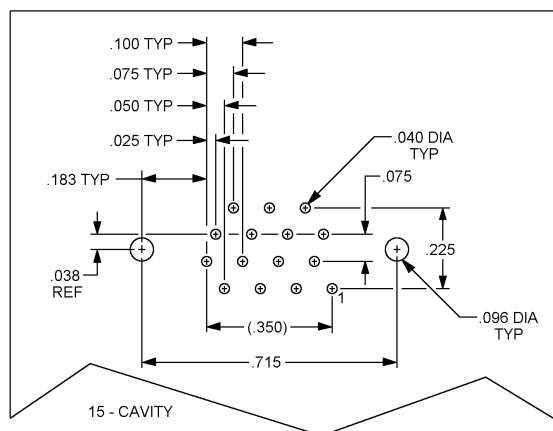 .100 TYP
.075 TYP
.050 TYP
.025 TYP
.040 DIA
TYP
.183 TYP
.075
.225
.038
REF
1
.096 DIA
TYP
(.350)
.715
15 - CAVITY